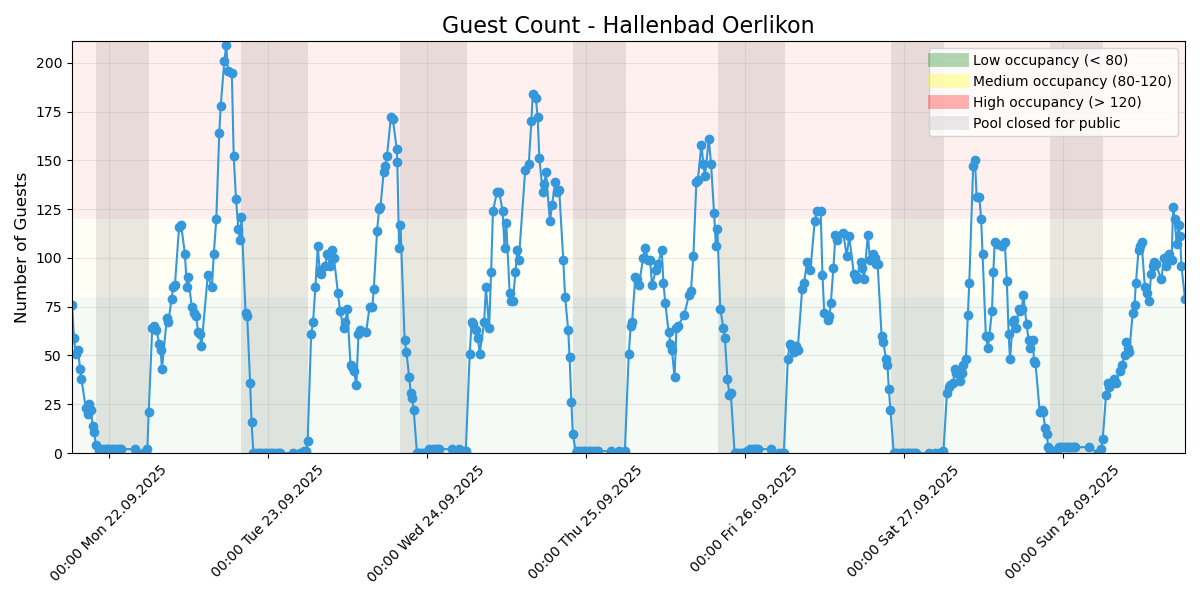 Guest Count - Hallenbad Oerlikon
Number of Guests
200
175
150
125
100
75
50
25
0
Low occupancy (< 80)
Medium occupancy (80-120)
High occupancy (> 120)
Pool closed for public
00:00 Mon 22.09.2025
00:00 Tue 23.09.2025
00:00 Wed 24.09.2025
00:00 Thu 25.09.2025
00:00 Fri 26.09.2025
00:00 Sat 27.09.2025
00:00 Sun 28.09.2025